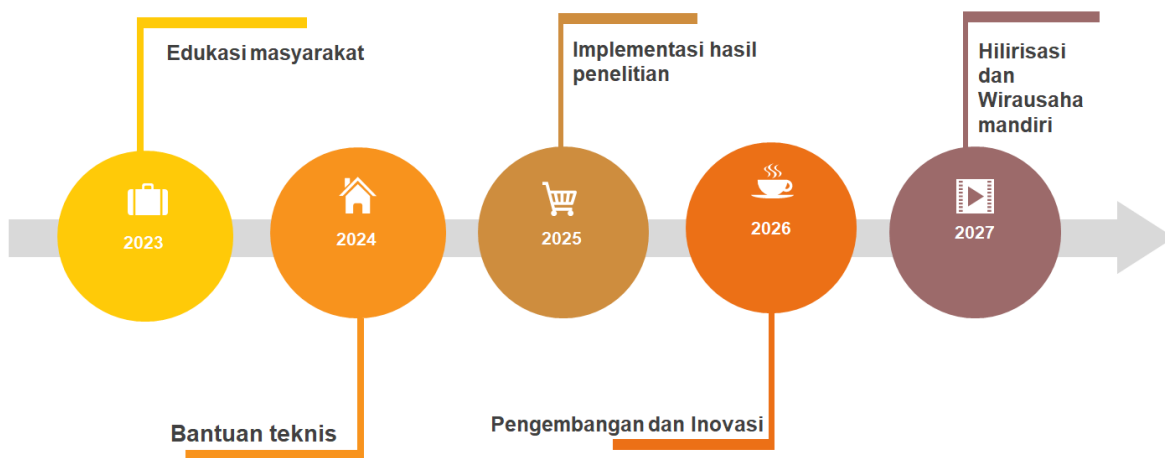 Edukasi masyarakat
Implementasi hasil
penelitian
Hilirisasi
dan
Wirausaha
mandiri
2023
2024
2025
2026
2027
Bantuan teknis
Pengembangan dan Inovasi